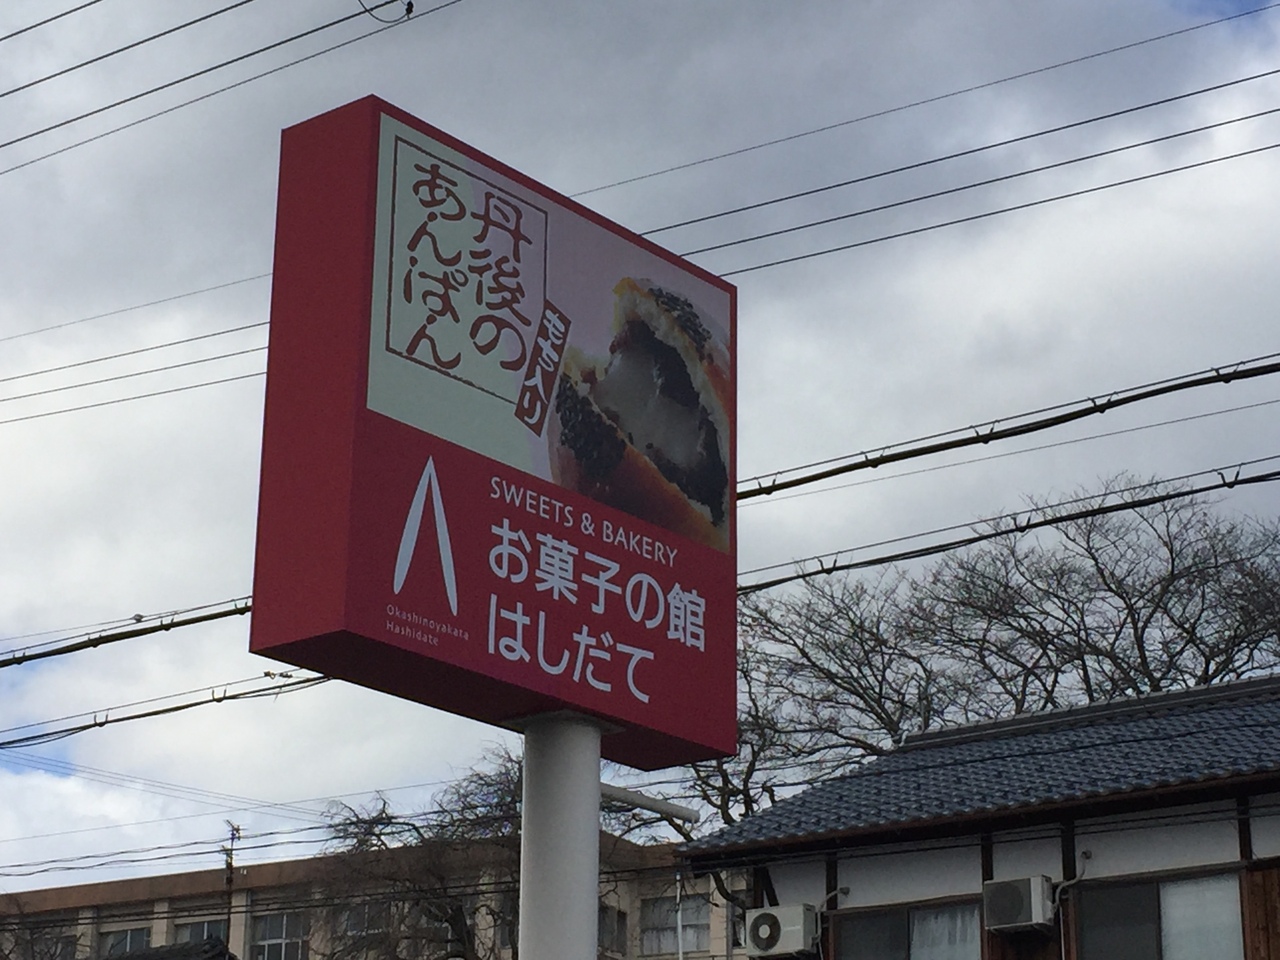 丹後の
あんぱん
もち入り
SWEETS & BAKERY
お菓子の館
はしだて
Okashinoyakata
Hashidate